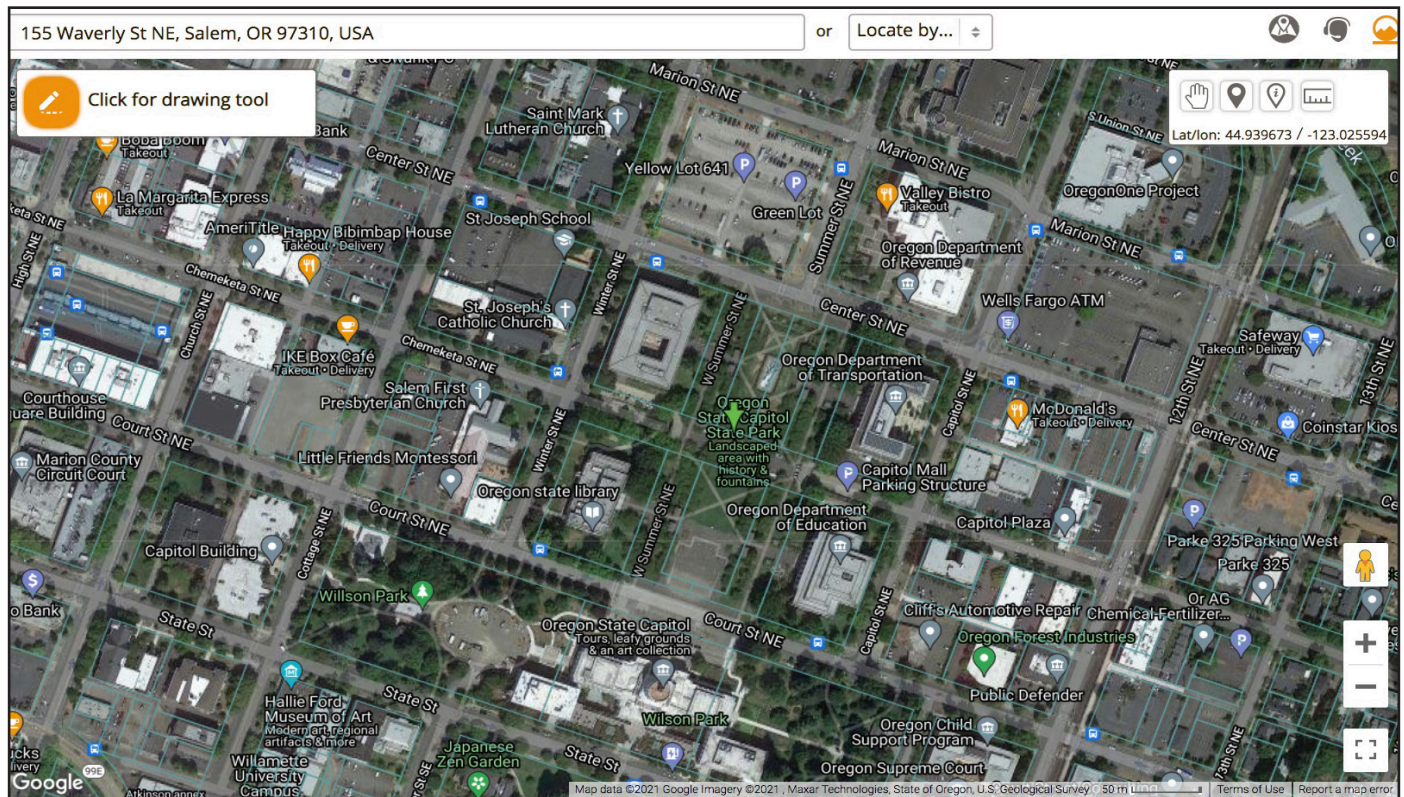 155 Waverly St NE, Salem, OR 97310, USA
or
Locate by...
Click for drawing tool
Lat/lon: 44.939673 / -123.025594
Marion St NE
S Union St NE
Saint Mark
Lutheran Church
Bank
Boba Boom
Takeout
Center St NE
Yellow Lot 641
Green Lot
Summer St NE
Valley Bistro
Takeout
Marion St NE
OregonOne Project
La Margarita Express
Takeout
St Joseph School
AmeriTitle
Happy Bibimbap House
Takeout • Delivery
Oregon Department
of Revenue
Marion St NE
High St NE
Chemeketa St NE
Winter St NE
Church St NE
St. Joseph's
Catholic Church
W Summer St NE
Center St NE
Wells Fargo ATM
Safeway
Takeout • Delivery
IKE Box Café
Takeout • Delivery
Chemeketa St NE
Oregon Department
of Transportation
12th St NE
13th St NE
Courthouse
uare Building
Salem First
Presbyterian Church
Oregon
State Capitol
State Park
Landscaped
area with
history &
fountains
Capitol St NE
McDonald's
Takeout • Delivery
Coinstar Kios
Center St NE
Court St NE
Marion County
Circuit Court
Little Friends Montessori
Winter St NE
Oregon state library
Capitol Mall
Parking Structure
Court St NE
W Summer St NE
Oregon Department
of Education
Capitol Plaza
Parke 325 Parking West
Parke 325
Capitol Building
Cottage St NE
o Bank
State St
Willson Park
Oregon State Capitol
Tours, leafy grounds
& an art collection
Court St NE
Capitol St NE
Cliff's Automotive Repair
Or AG
Chemical-Fertilizer...
Oregon Forest Industries
Public Defender
Hallie Ford
Museum of Art
Modern art, regional
artifacts & more
State St
Wilson Park
Oregon Child
Support Program
Willamette
University
Campus
Japanese
Zen Garden
State St
Oregon Supreme Court
13th St NE
99E
Atkinson annex
Google
Map data ©2021 Google Imagery ©2021 , Maxar Technologies, State of Oregon, U.S. Geological Survey
50 m
Terms of Use
Report a map error